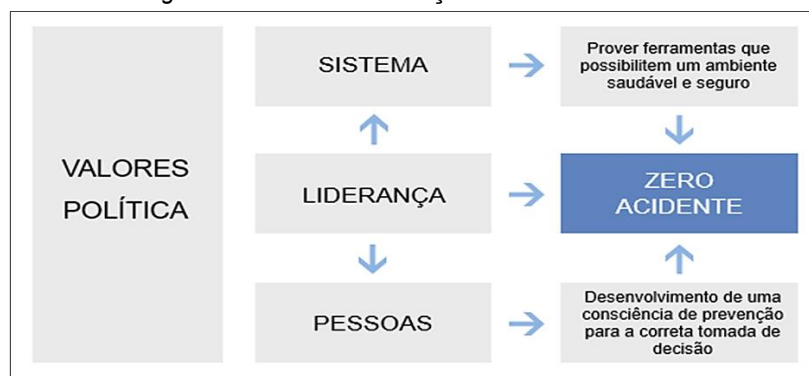 VALORES
POLÍTICA
SISTEMA
Prover ferramentas que
possibilitem um ambiente
saudável e seguro
LIDERANÇA
ZERO
ACIDENTE
PESSOAS
Desenvolvimento de uma
consciência de prevenção
para a correta tomada de
decisão